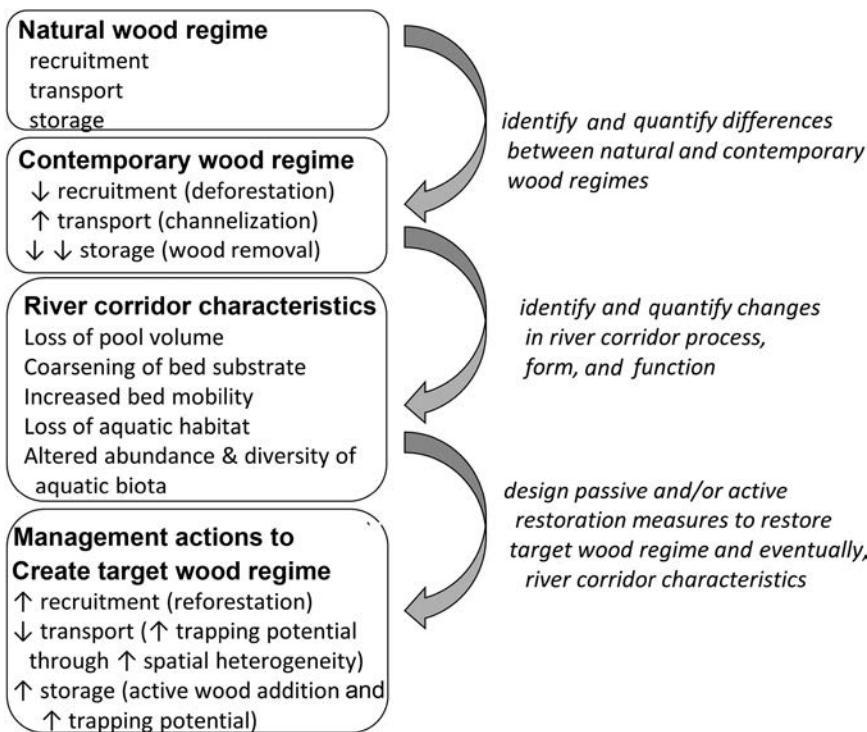 Natural wood regime
recruitment
transport
storage
identify and quantify differences
between natural and contemporary
wood regimes
Contemporary wood regime
↓ recruitment (deforestation)
↑ transport (channelization)
↓ ↓ storage (wood removal)
River corridor characteristics
Loss of pool volume
Coarsening of bed substrate
Increased bed mobility
Loss of aquatic habitat
Altered abundance & diversity of
aquatic biota
identify and quantify changes
in river corridor process,
form, and function
Management actions to
Create target wood regime
↑ recruitment (reforestation)
↓ transport (↑ trapping potential
through ↑ spatial heterogeneity)
↑ storage (active wood addition and
↑ trapping potential)
design passive and/or active
restoration measures to restore
target wood regime and eventually,
river corridor characteristics